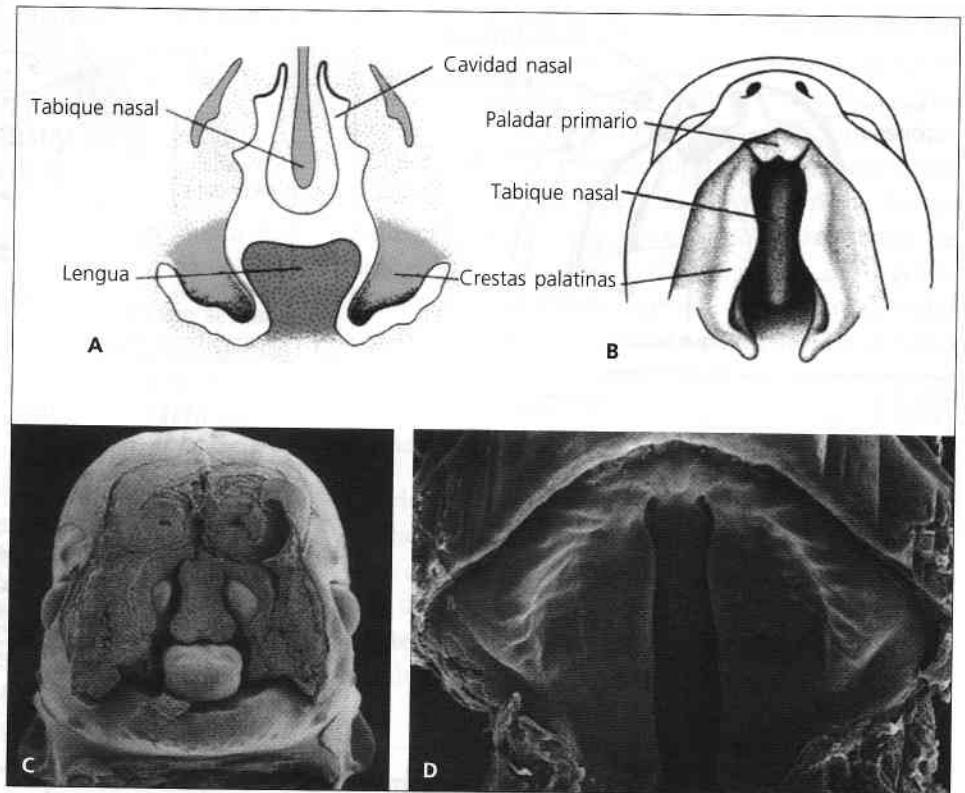 Tabique nasal
Cavidad nasal
Lengua
Crestas palatinas
A
Paladar primario
Tabique nasal
B
C
D